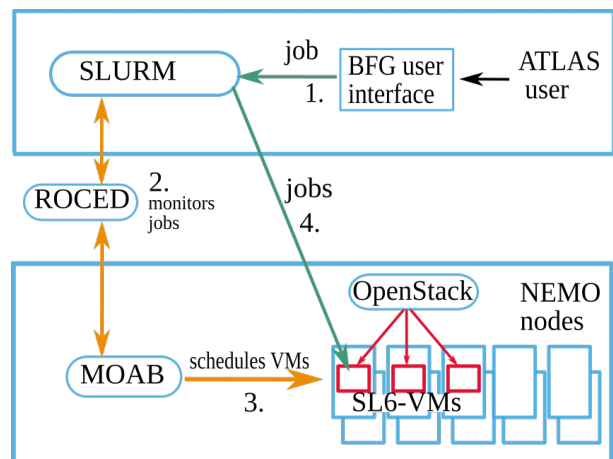 SLURM
job
1.
BFG user
interface
ATLAS
user
ROCED
2.
monitors
jobs
jobs
4.
OpenStack
NEMO
nodes
MOAB
schedules VMs
3.
SL6-VMs